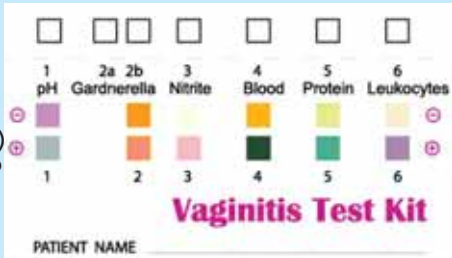 1 2a 2b 3 4 5 6
pH Gardnerella Nitrite Blood Protein Leukocytes
1 2 3 4 5 6
Vaginitis Test Kit
PATIENT NAME